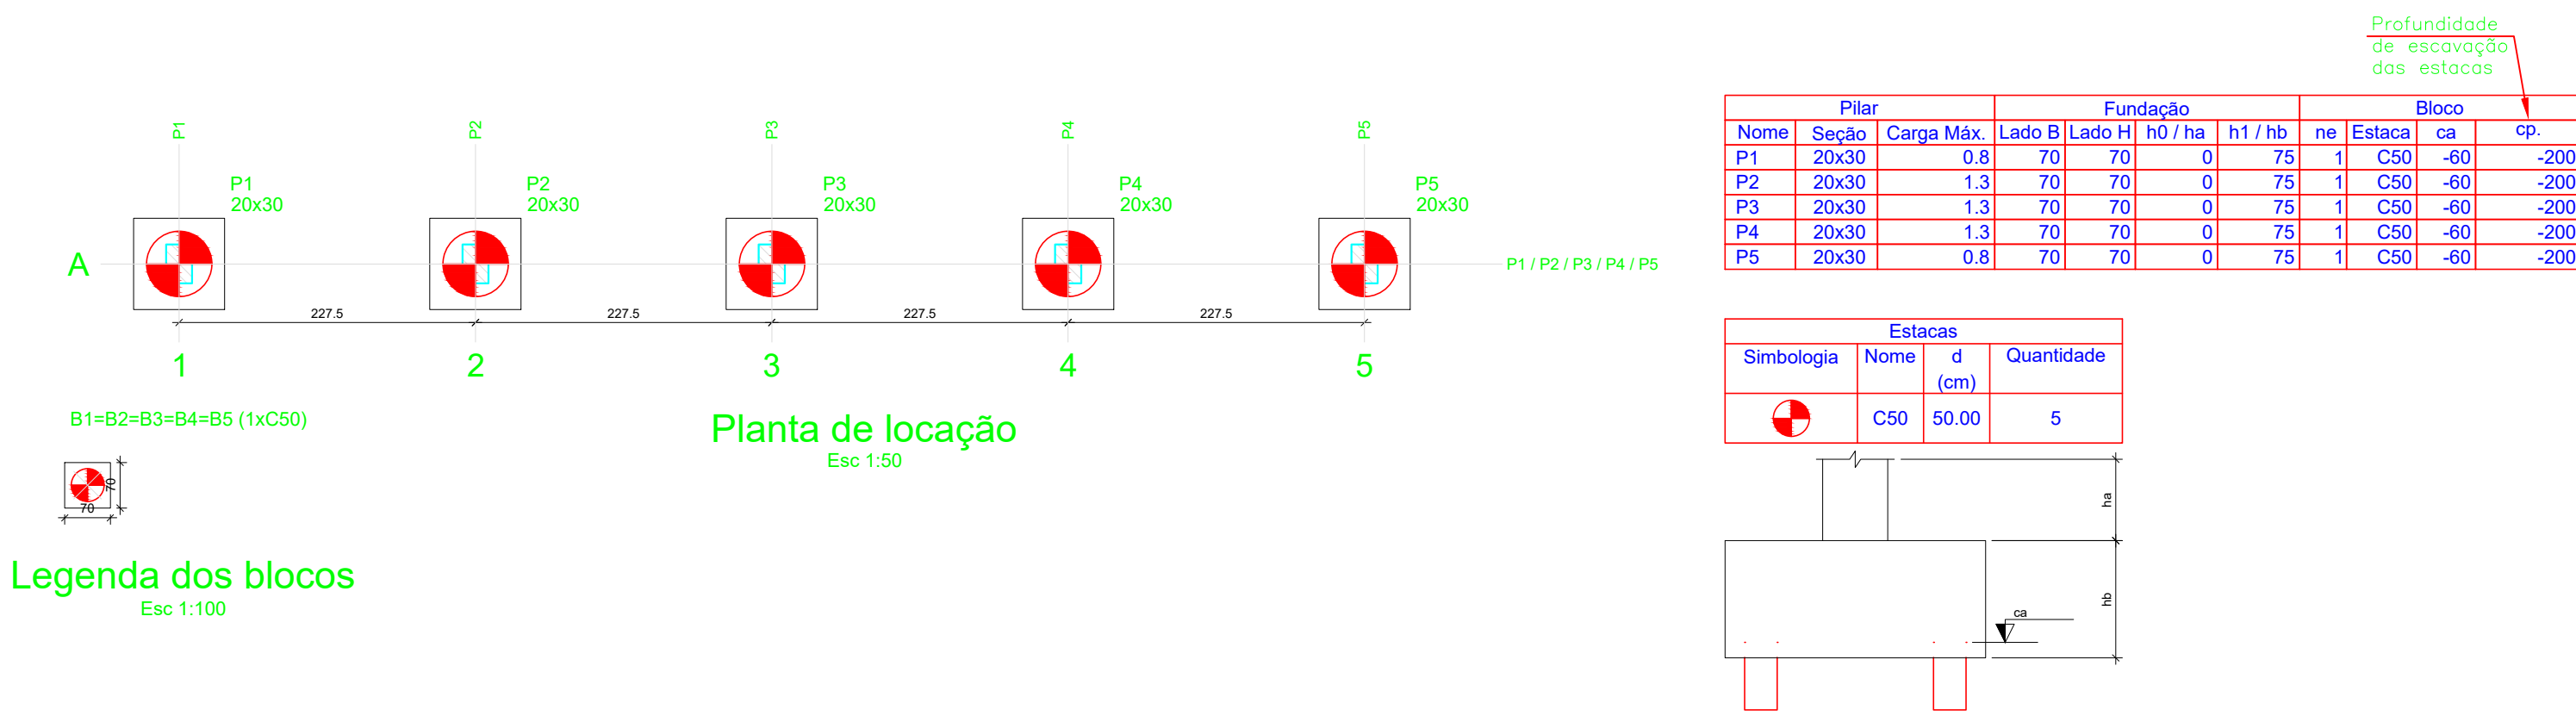 Profundidade
de escavação
das estacas
P1 P2 P3 P4 P5
P1 P2 P3 P4 P5
20x30 20x30 20x30 20x30 20x30
A P1 / P2 / P3 / P4 / P5
227.5 227.5 227.5 227.5
1 2 3 4 5
B1=B2=B3=B4=B5 (1xC50)
70
70
Legenda dos blocos
Esc 1:100
Planta de locação
Esc 1:50
Pilar Fundação Bloco
Nome Seção Carga Máx. Lado B Lado H h0 / ha h1 / hb ne Estaca ca cp.
P1 20x30 0.8 70 70 0 75 1 C50 -60 -200
P2 20x30 1.3 70 70 0 75 1 C50 -60 -200
P3 20x30 1.3 70 70 0 75 1 C50 -60 -200
P4 20x30 1.3 70 70 0 75 1 C50 -60 -200
P5 20x30 0.8 70 70 0 75 1 C50 -60 -200
Estacas
Simbologia Nome d Quantidade
(cm)
C50 50.00 5
ha
hb
ca